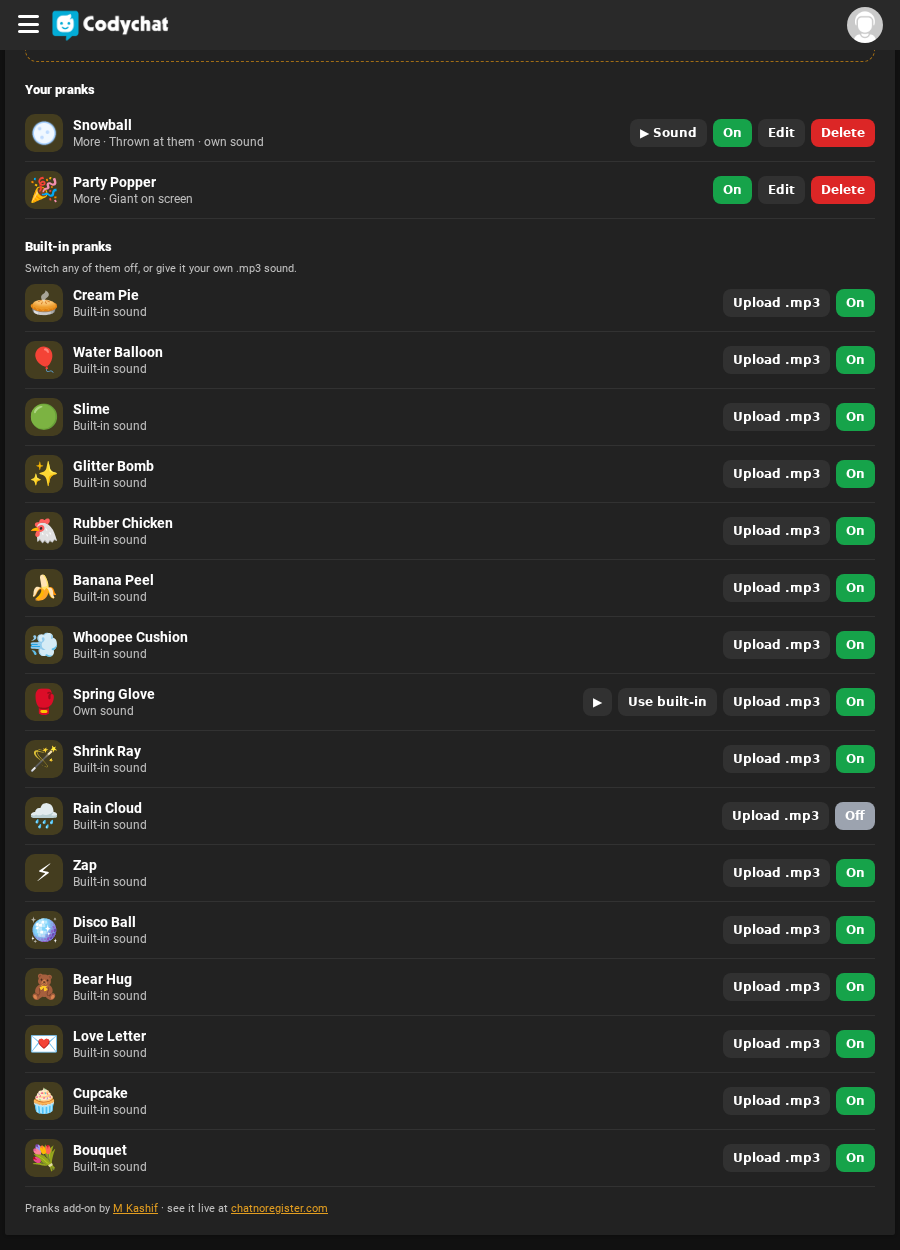 Codychat
Your pranks
Snowball
More · Thrown at them · own sound
▶ Sound On Edit Delete
Party Popper
More · Giant on screen
On Edit Delete
Built-in pranks
Switch any of them off, or give it your own .mp3 sound.
Cream Pie
Built-in sound
Upload .mp3 On
Water Balloon
Built-in sound
Upload .mp3 On
Slime
Built-in sound
Upload .mp3 On
Glitter Bomb
Built-in sound
Upload .mp3 On
Rubber Chicken
Built-in sound
Upload .mp3 On
Banana Peel
Built-in sound
Upload .mp3 On
Whoopee Cushion
Built-in sound
Upload .mp3 On
Spring Glove
Own sound
▶ Use built-in Upload .mp3 On
Shrink Ray
Built-in sound
Upload .mp3 On
Rain Cloud
Built-in sound
Upload .mp3 Off
Zap
Built-in sound
Upload .mp3 On
Disco Ball
Built-in sound
Upload .mp3 On
Bear Hug
Built-in sound
Upload .mp3 On
Love Letter
Built-in sound
Upload .mp3 On
Cupcake
Built-in sound
Upload .mp3 On
Bouquet
Built-in sound
Upload .mp3 On
Pranks add-on by M Kashif · see it live at chatnoregister.com